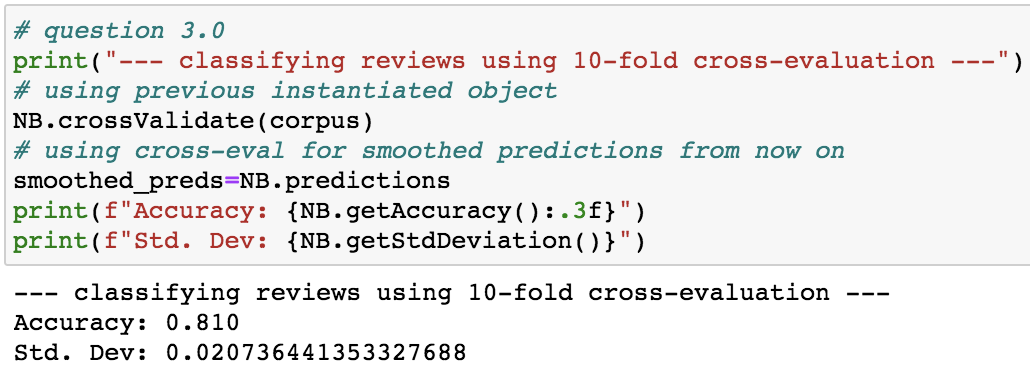 # question 3.0
print("--- classifying reviews using 10-fold cross-evaluation ---")
# using previous instantiated object
NB.crossValidate(corpus)
# using cross-eval for smoothed predictions from now on
smoothed_preds=NB.predictions
print(f"Accuracy: {NB.getAccuracy():.3f}")
print(f"Std. Dev: {NB.getStdDeviation()}")
--- classifying reviews using 10-fold cross-evaluation ---
Accuracy: 0.810
Std. Dev: 0.020736441353327688